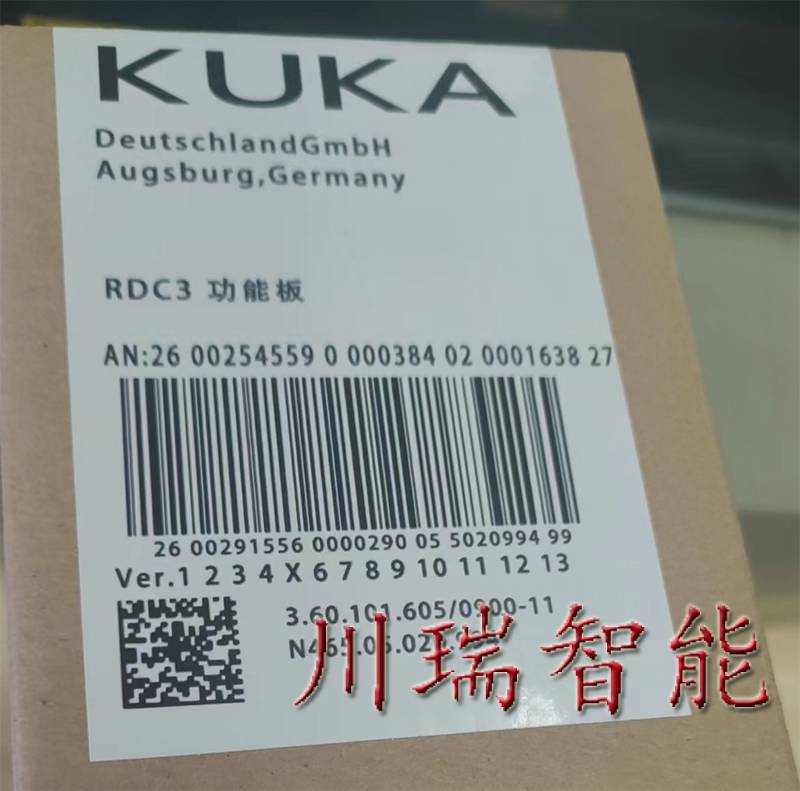 KUKA
DeutschlandGmbH
Augsburg,Germany
RDC3 功能板
AN:26 00254559 0 000384 02 0001638 27
26 00291556 0000290 05 5020994 99
Ver.1 2 3 4 X 6 7 8 9 10 11 12 13
3.60.101.605/0900-11
川瑞智能